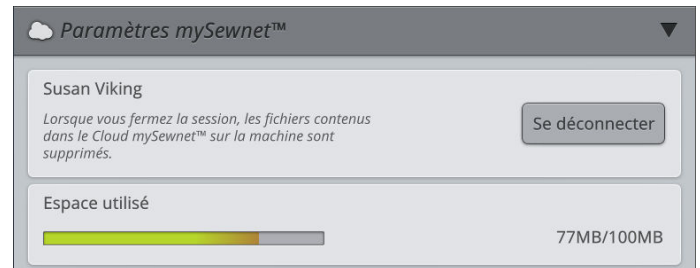 Paramètres mySewnet™
Susan Viking
Lorsque vous fermez la session, les fichiers contenus
dans le Cloud mySewnet™ sur la machine sont
supprimés.
Se déconnecter
Espace utilisé
77MB/100MB